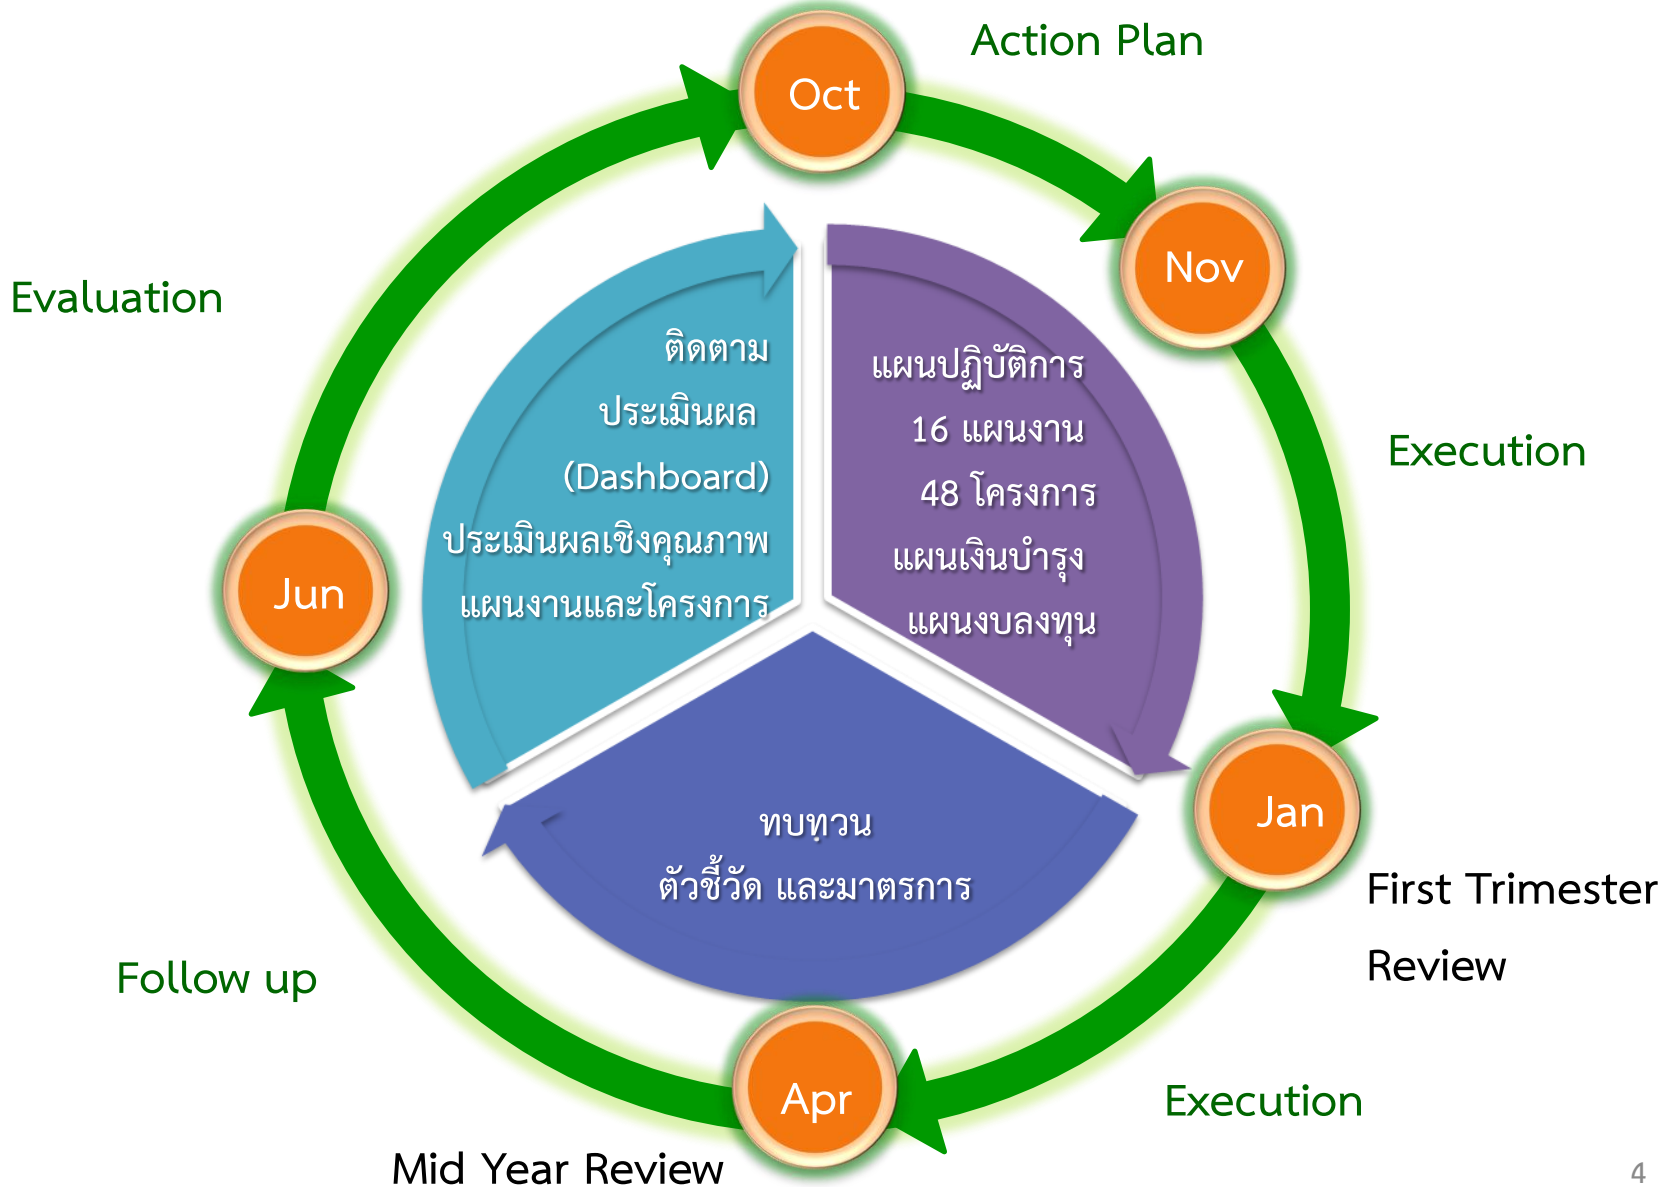 Oct
Action Plan
Nov
Execution
Jan
First Trimester
Review
Execution
Apr
Mid Year Review
Follow up
Jun
Evaluation
แผนปฏิบัติการ
16 แผนงาน
48 โครงการ
แผนเงินบำรุง
แผนงบลงทุน
ทบทวน
ตัวชี้วัด และมาตรการ
ติดตาม
ประเมินผล
(Dashboard)
ประเมินผลเชิงคุณภาพ
แผนงานและโครงการ
4